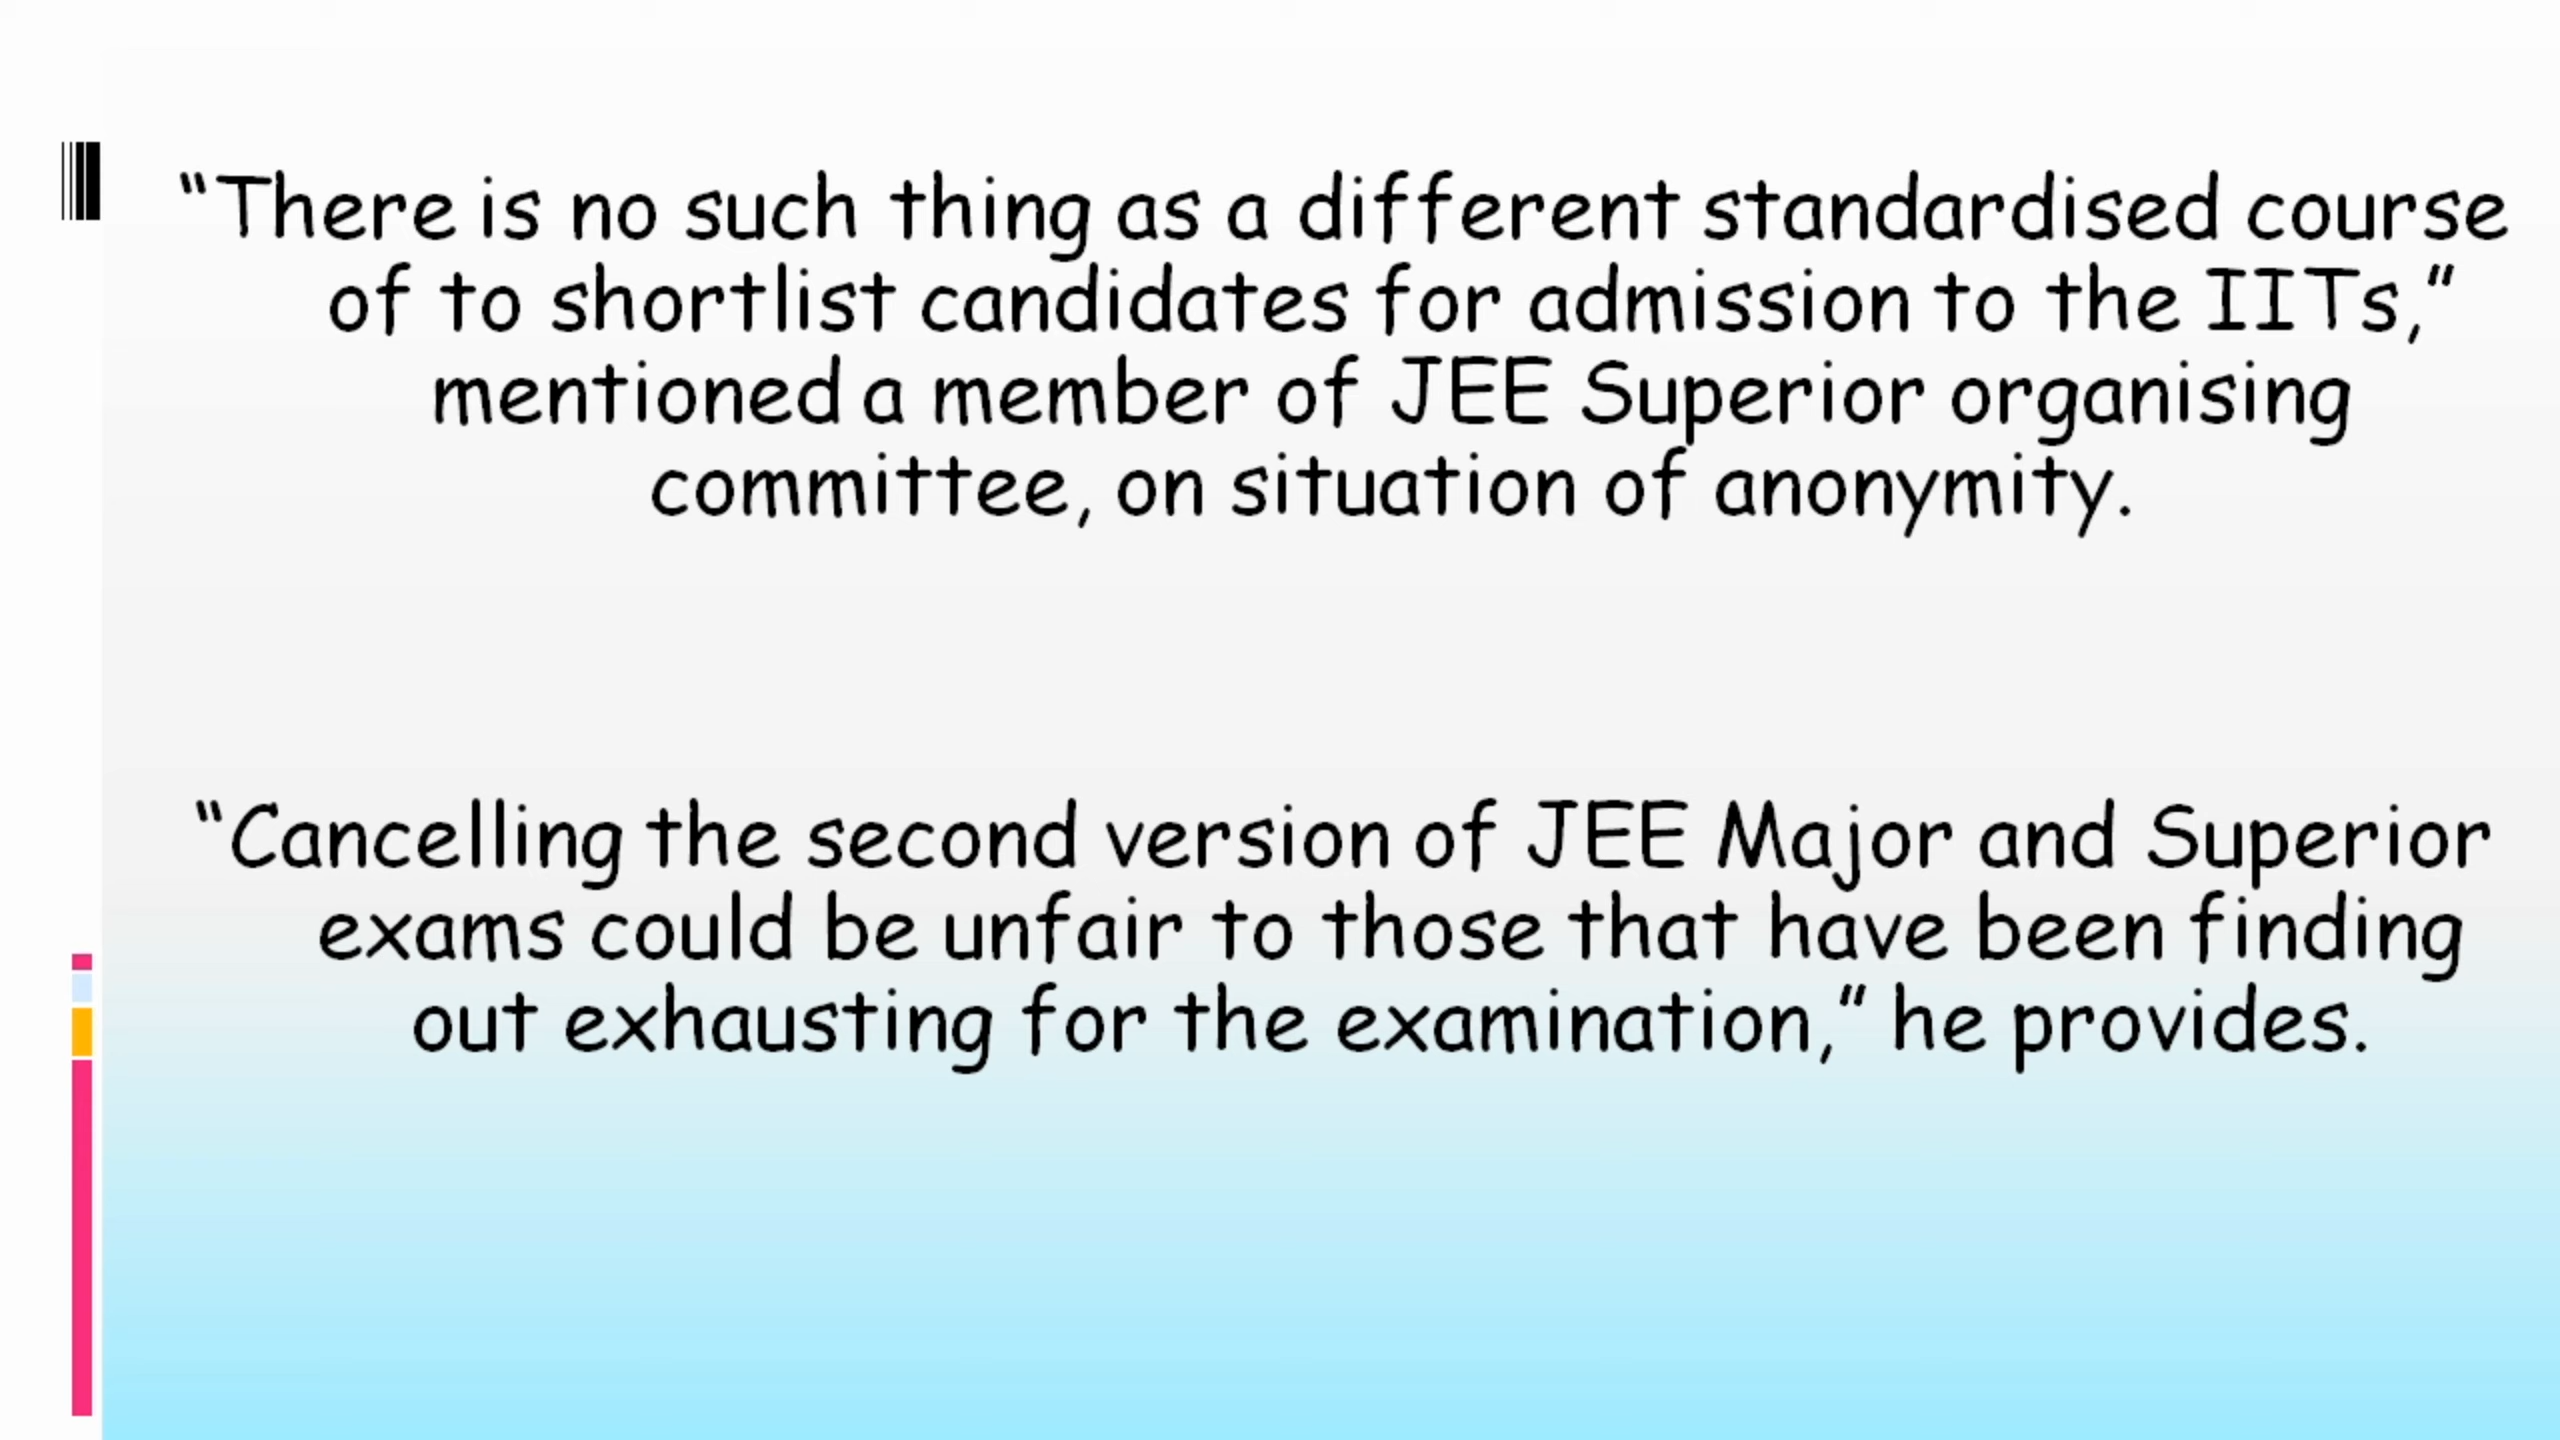 “There is no such thing as a different standardised course
of to shortlist candidates for admission to the IITs,”
mentioned a member of JEE Superior organising
committee, on situation of anonymity.
“Cancelling the second version of JEE Major and Superior
exams could be unfair to those that have been finding
out exhausting for the examination,” he provides.